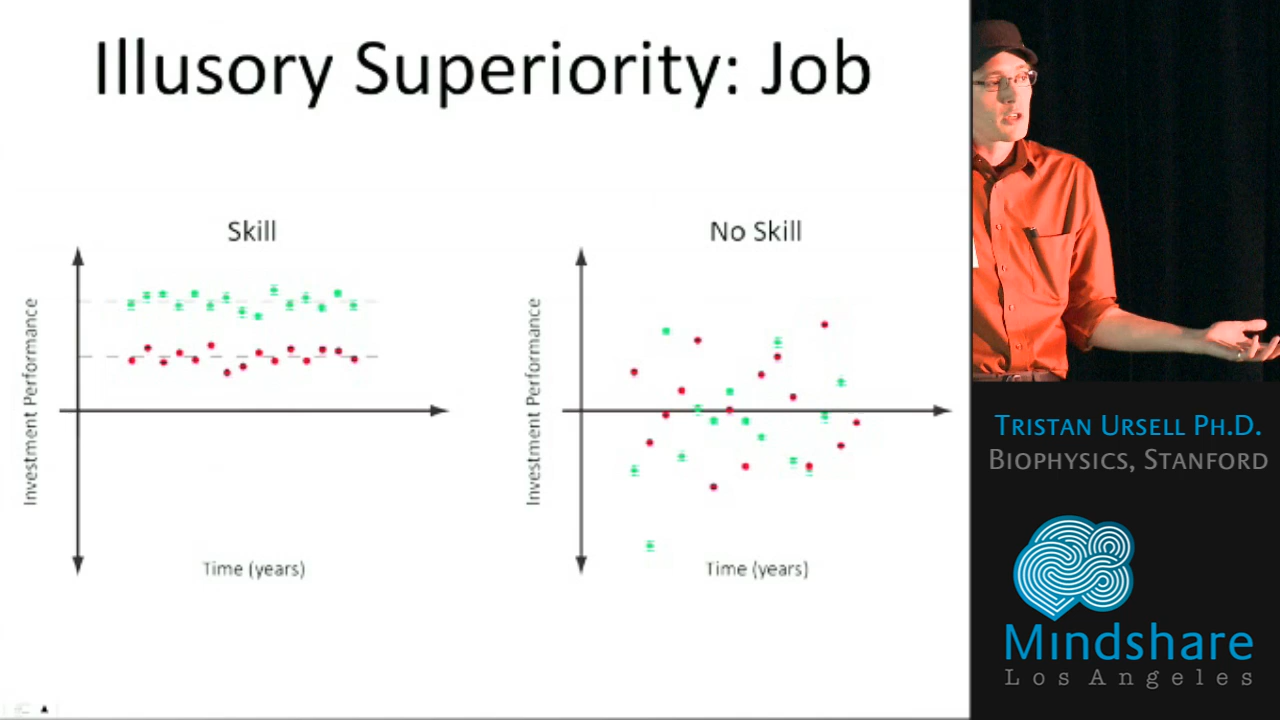 Illusory Superiority: Job
Skill
Investment Performance
Time (years)
No Skill
Investment Performance
Time (years)
Tristan Ursell Ph.D.
Biophysics, Stanford
Mindshare
Los Angeles